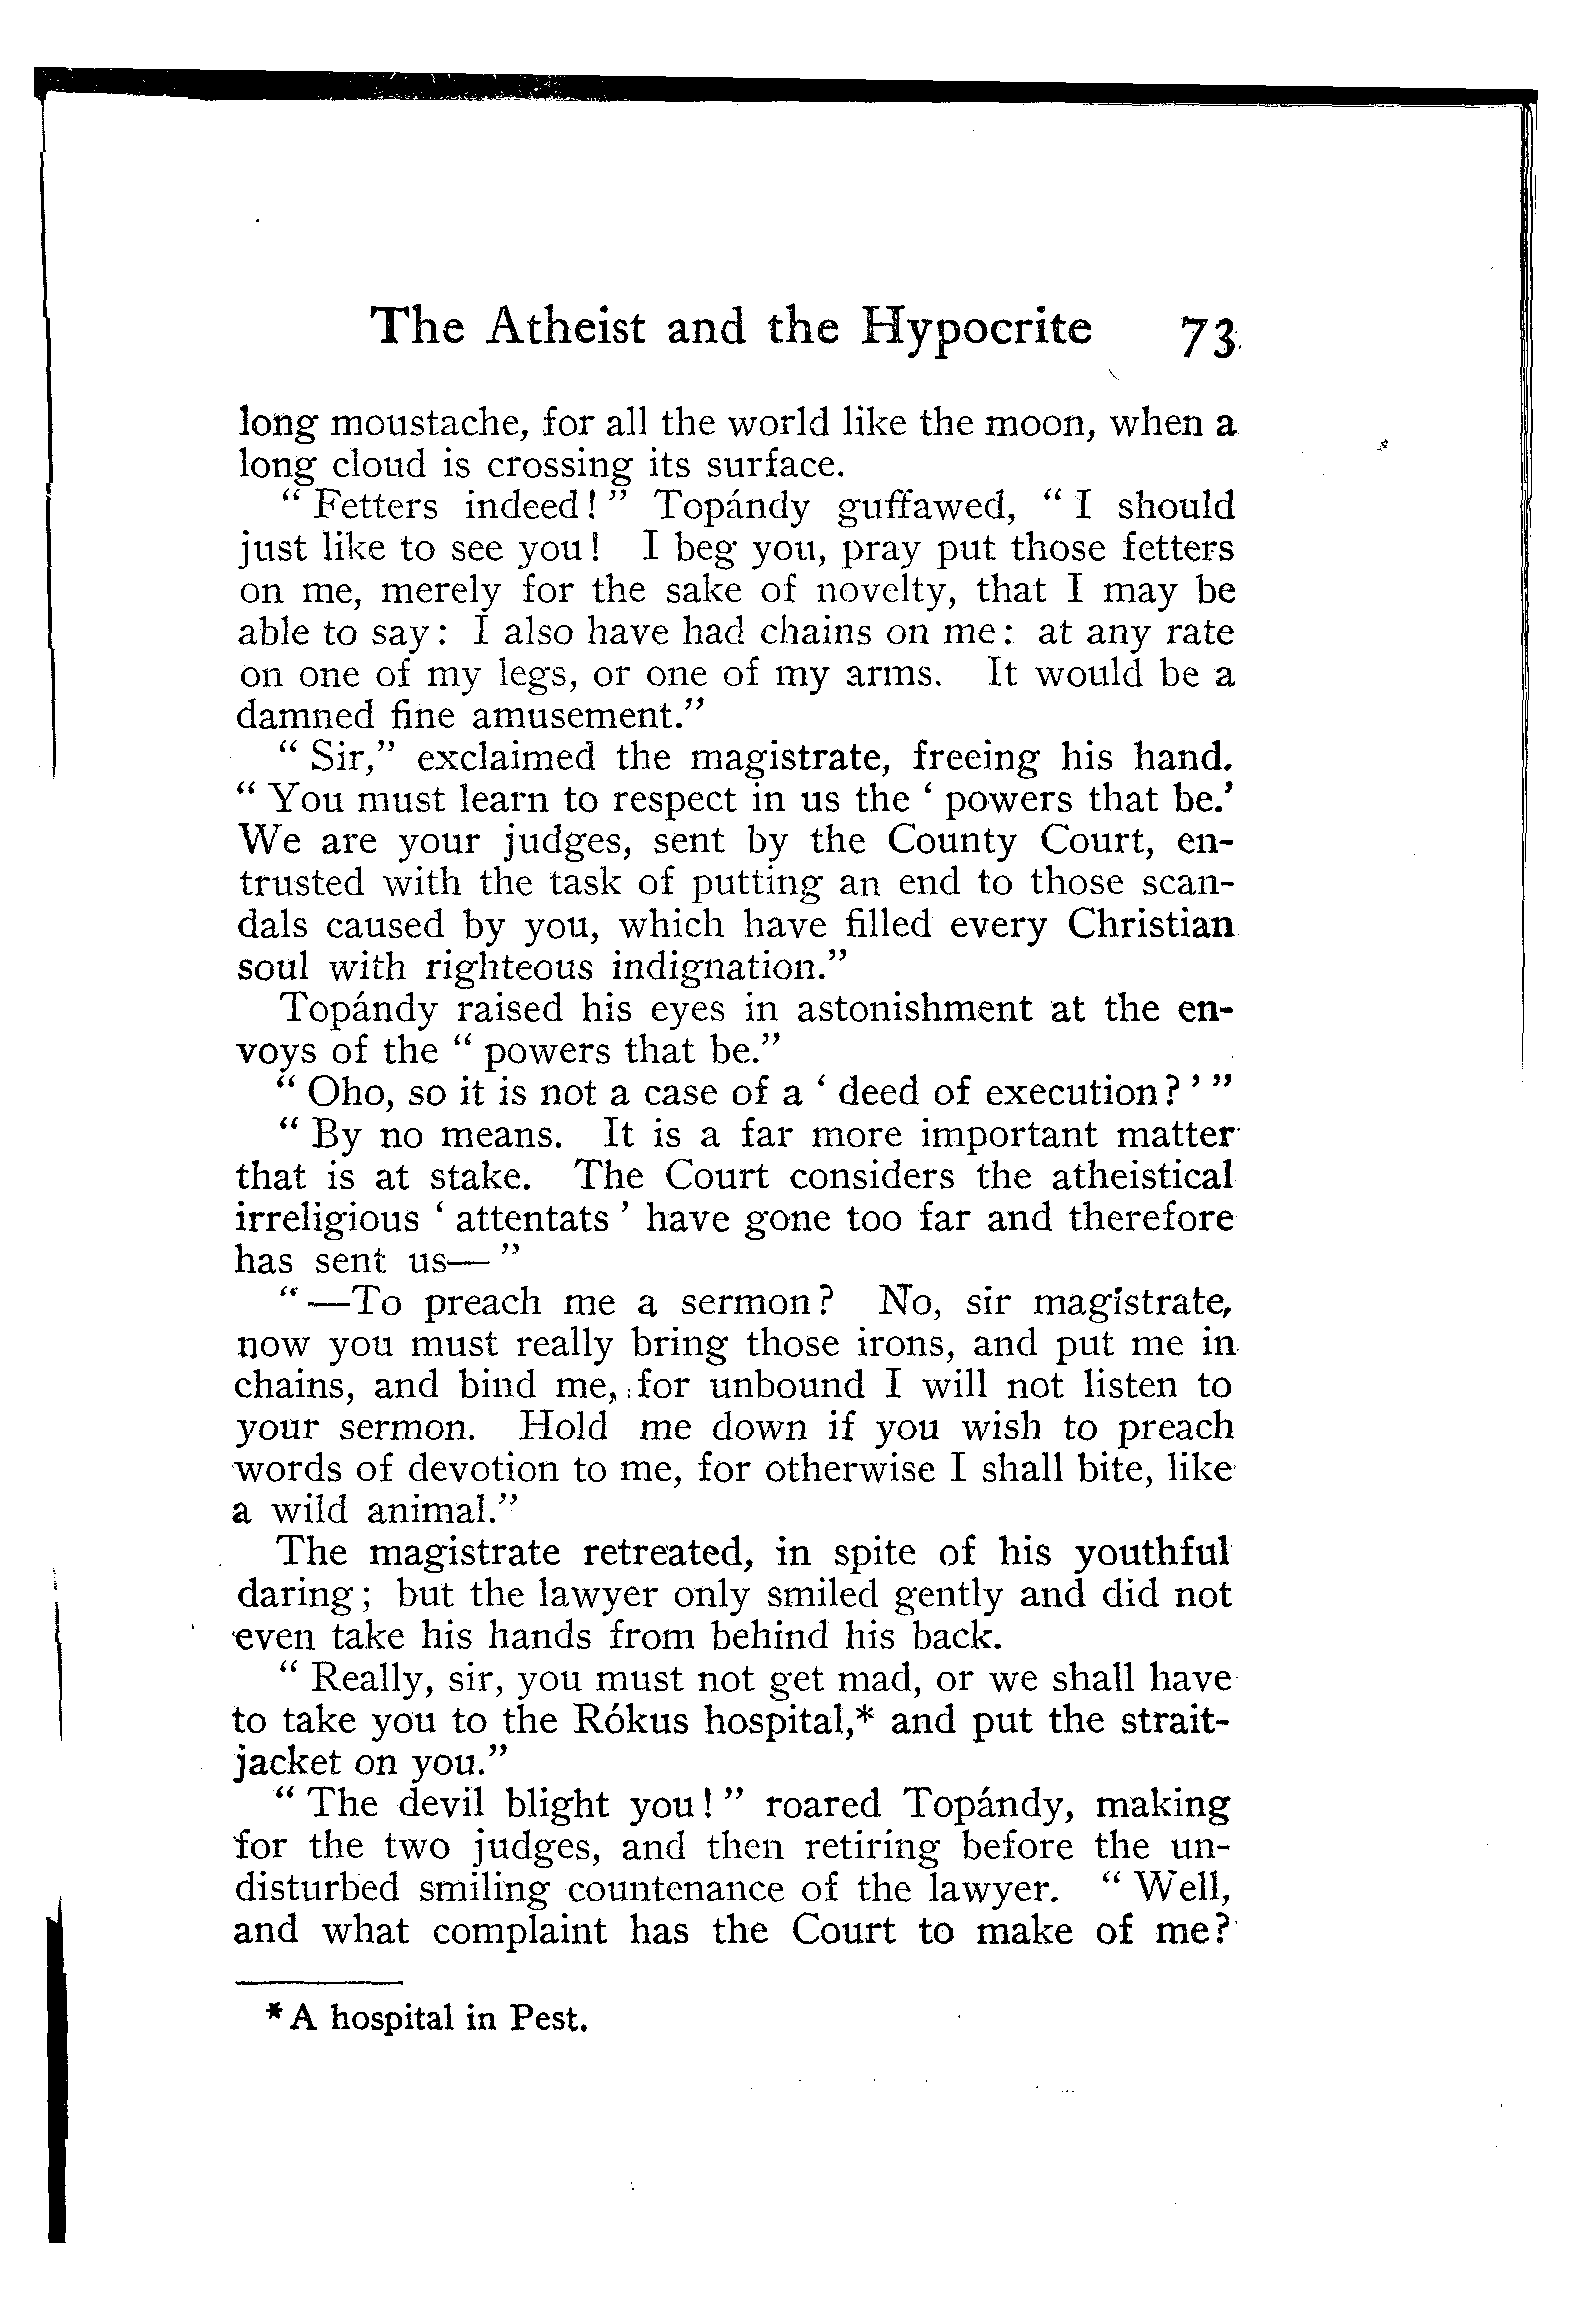 The Atheist and the Hypocrite 73
long moustache, for all the world like the moon, when a
long cloud is crossing its surface.
“ Fetters indeed! ” Topándy guffawed, “ I should
just like to see you! I beg you, pray put those fetters
on me, merely for the sake of novelty, that I may be
able to say: I also have had chains on me: at any rate
on one of my legs, or one of my arms. It would be a
damned fine amusement.”
“ Sir,” exclaimed the magistrate, freeing his hand.
“ You must learn to respect in us the ‘ powers that be.’
We are your judges, sent by the County Court, en-
trusted with the task of putting an end to those scan-
dals caused by you, which have filled every Christian
soul with righteous indignation.”
Topándy raised his eyes in astonishment at the en-
voys of the “ powers that be.”
“ Oho, so it is not a case of a ‘ deed of execution? ’ ”
“ By no means. It is a far more important matter
that is at stake. The Court considers the atheistical
irreligious ‘ attentats ’ have gone too far and therefore
has sent us— ”
“ —To preach me a sermon? No, sir magistrate,
now you must really bring those irons, and put me in
chains, and bind me, for unbound I will not listen to
your sermon. Hold me down if you wish to preach
words of devotion to me, for otherwise I shall bite, like
a wild animal.”
The magistrate retreated, in spite of his youthful
daring; but the lawyer only smiled gently and did not
even take his hands from behind his back.
“ Really, sir, you must not get mad, or we shall have
to take you to the Rókus hospital,* and put the strait-
jacket on you.”
“ The devil blight you! ” roared Topándy, making
for the two judges, and then retiring before the un-
disturbed smiling countenance of the lawyer. “ Well,
and what complaint has the Court to make of me?
* A hospital in Pest.